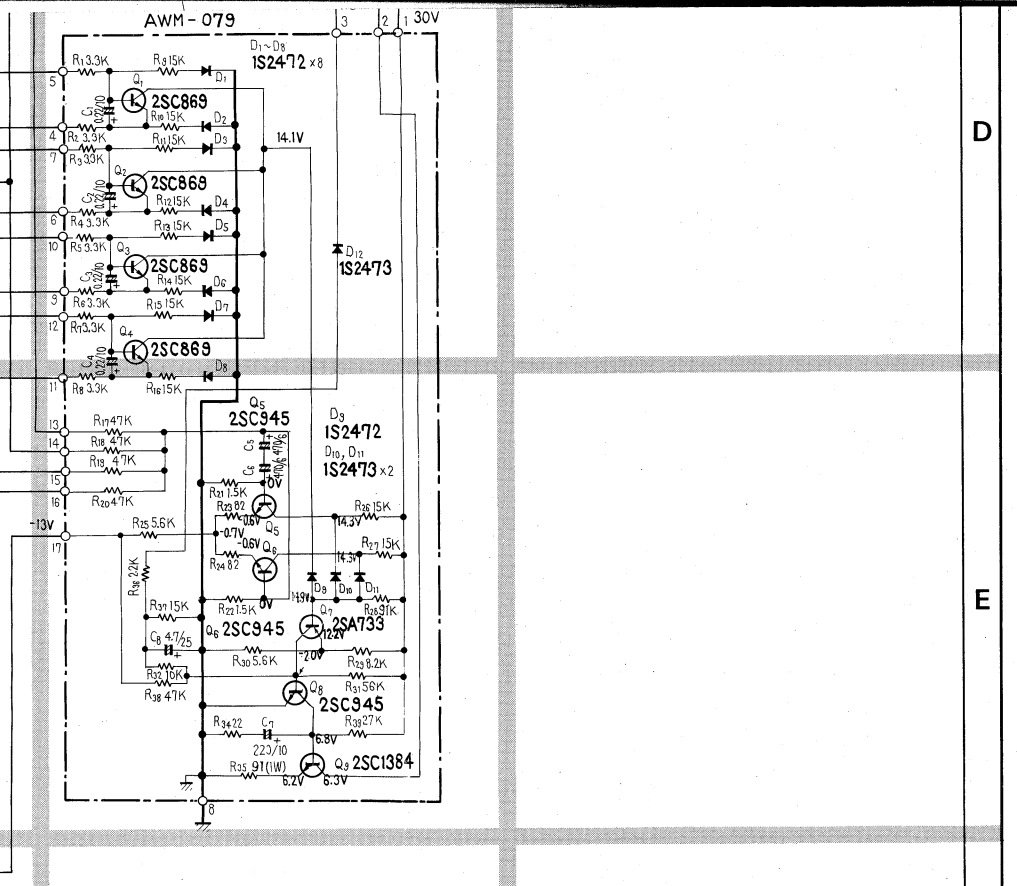 AWM-079
3 2 1 30V
D1~D8
1S2472 ×8
R1 3.3K R9 15K D1
5
Q1
2SC869
C1 0.22/10 +
R10 15K D2
4
R2 3.3K R11 15K D3 14.1V
D
7 R3 3.3K
Q2
2SC869
C2 0.22/10 +
R12 15K D4
6
R4 3.3K R13 15K D5
10 R5 3.3K
Q3 D12
2SC869 1S2473
C3 0.22/10 +
R14 15K D6
9
R6 3.3K R15 15K D7
12 R7 3.3K
Q4
2SC869
C4 0.22/10 +
D8
11
R8 3.3K R16 15K
Q5 D9
2SC945 1S2472
13 R17 47K
14 R18 47K C5 470/6 + D10, D11
R19 47K C6 470/6 + 1S2473 ×2
15
R20 47K
16
R21 1.5K 0V
R23 82 R26 15K
-13V R25 5.6K 0.6V 14.3V
17 -0.7V Q5
-0.6V Q6 R27 15K
R24 82 14.3V
R36 22K
D9 D10 D11
R22 1.5K 0V R28 91K
R37 15K Q7
Q6 2SC945 2SA733
12.2V
C8 4.7/25 +
R30 5.6K -20V R29 8.2K
R32 10K
R38 47K Q8 R31 56K
2SC945
R34 22 C7 R39 27K
+ 6.8V
220/10
R35 91(1W) Q9 2SC1384
6.2V 6.3V
8
E